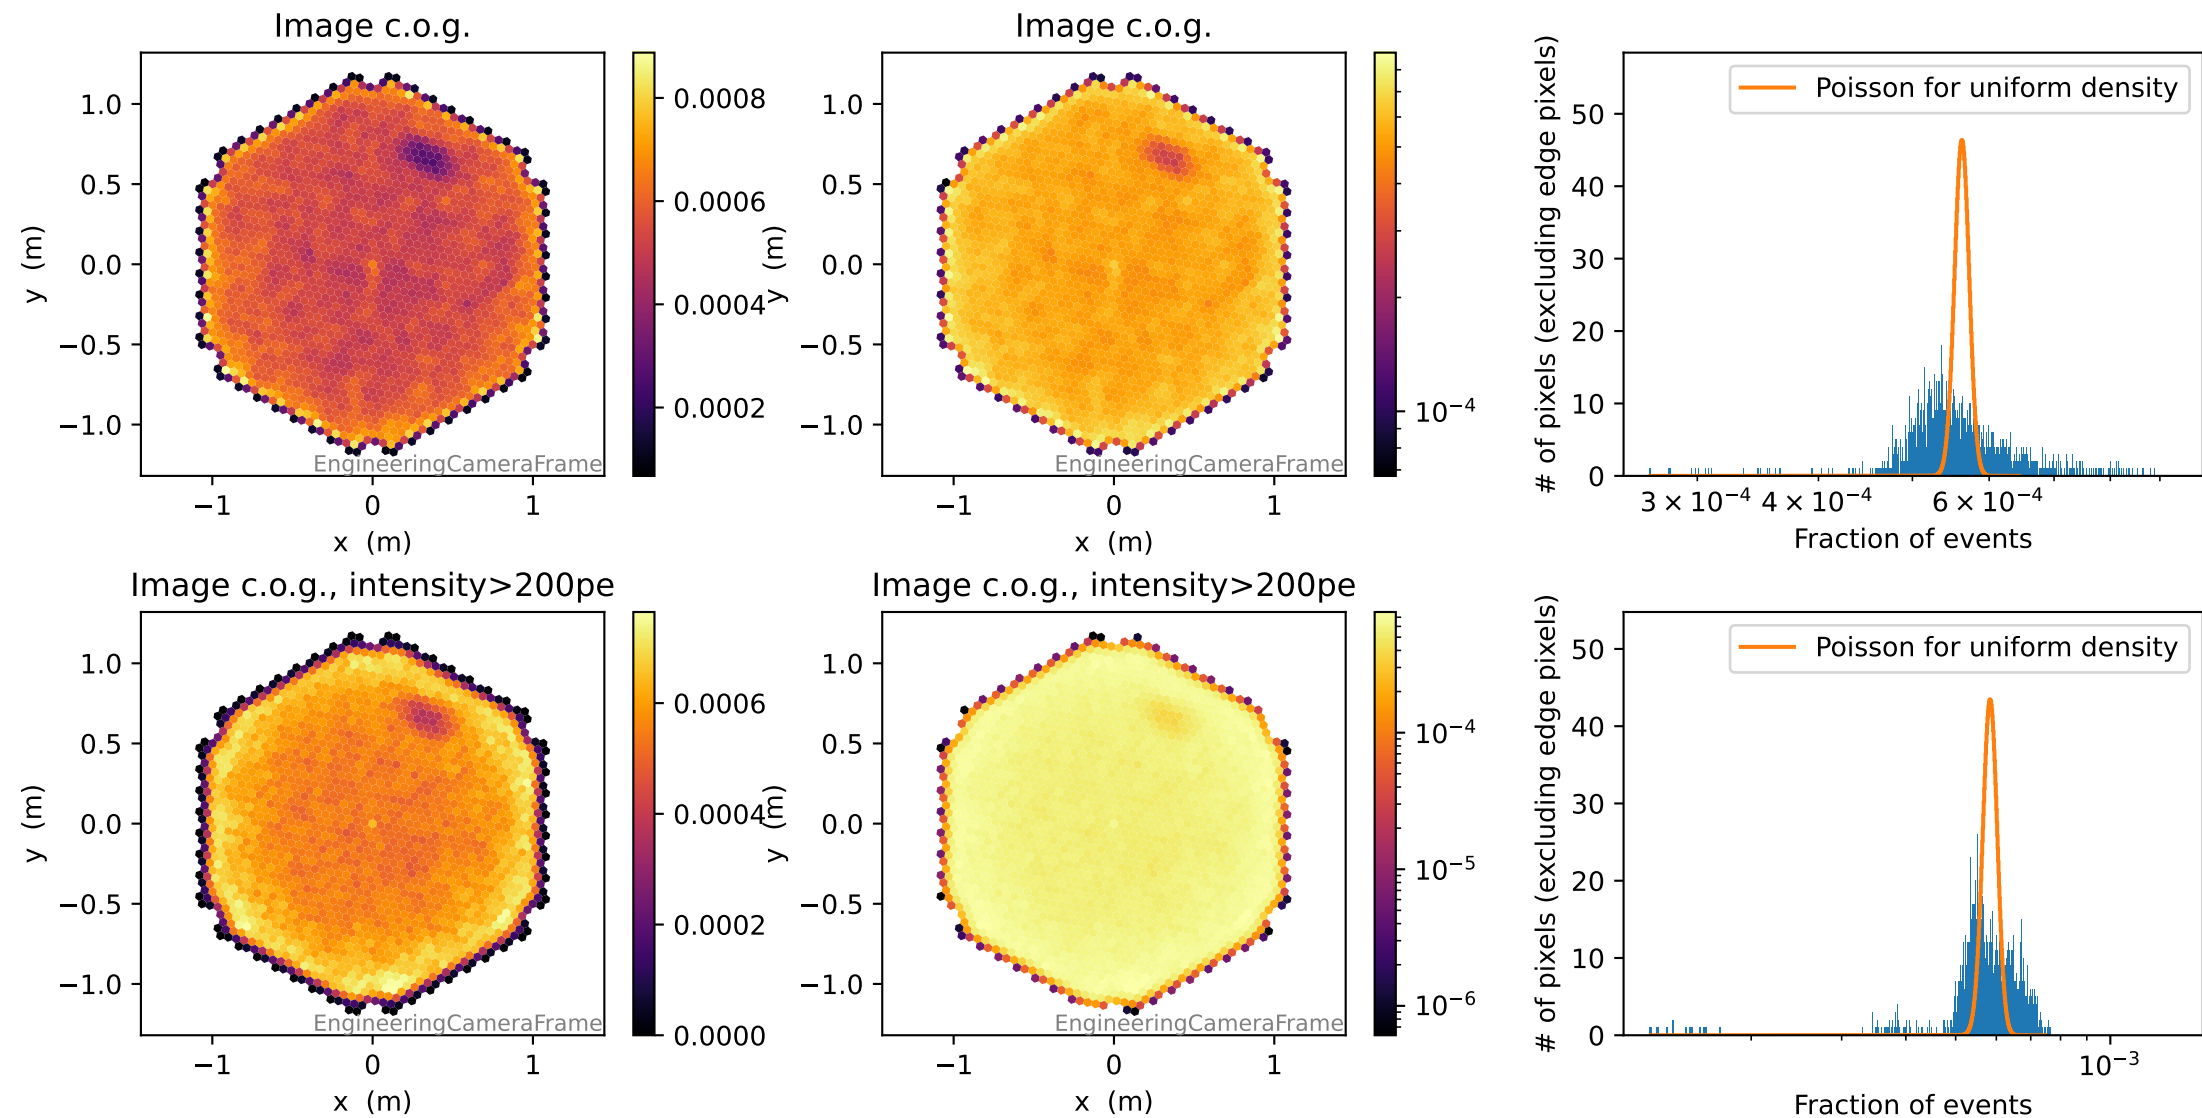 Image c.o.g.
1.0
0.5
0.0
−0.5
−1.0
y (m)
−1
0
1
x (m)
EngineeringCameraFrame
0.0008
0.0006
0.0004
0.0002
Image c.o.g.
1.0
0.5
0.0
−0.5
−1.0
y (m)
−1
0
1
x (m)
EngineeringCameraFrame
10⁻⁴
Poisson for uniform density
# of pixels (excluding edge pixels)
50
40
30
20
10
0
3 × 10⁻⁴
4 × 10⁻⁴
6 × 10⁻⁴
Fraction of events
Image c.o.g., intensity>200pe
1.0
0.5
0.0
−0.5
−1.0
y (m)
−1
0
1
x (m)
EngineeringCameraFrame
0.0006
0.0004
0.0002
0.0000
Image c.o.g., intensity>200pe
1.0
0.5
0.0
−0.5
−1.0
y (m)
−1
0
1
x (m)
EngineeringCameraFrame
10⁻⁴
10⁻⁵
10⁻⁶
Poisson for uniform density
# of pixels (excluding edge pixels)
50
40
30
20
10
0
10⁻³
Fraction of events